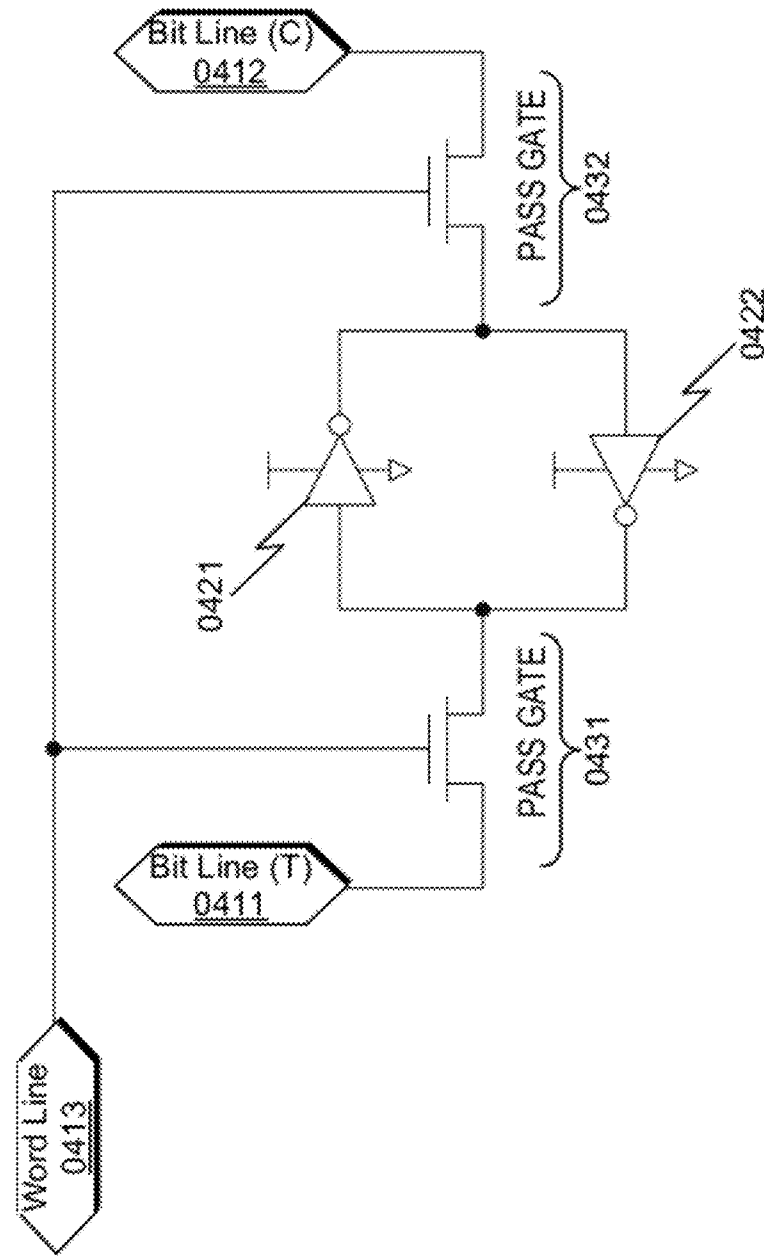 Word Line
0413
Bit Line (T)
0411
Bit Line (C)
0412
0421
0422
PASS GATE
0431
PASS GATE
0432